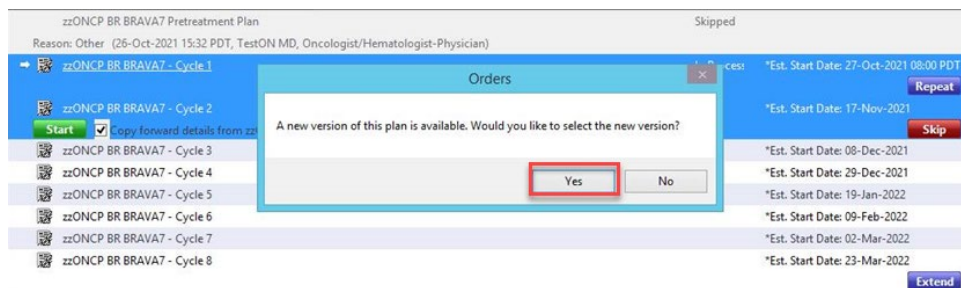 zzONCP BR BRAVA7 Pretreatment Plan Skipped
Reason: Other (26-Oct-2021 15:32 PDT, TestON MD, Oncologist/Hematologist-Physician)
zzONCP BR BRAVA7 - Cycle 1 *Est. Start Date: 27-Oct-2021 08:00 PDT
Orders
Repeat
zzONCP BR BRAVA7 - Cycle 2 *Est. Start Date: 17-Nov-2021
A new version of this plan is available. Would you like to select the new version?
Start Copy forward details from Skip
zzONCP BR BRAVA7 - Cycle 3 *Est. Start Date: 08-Dec-2021
zzONCP BR BRAVA7 - Cycle 4 *Est. Start Date: 29-Dec-2021
Yes No
zzONCP BR BRAVA7 - Cycle 5 *Est. Start Date: 19-Jan-2022
zzONCP BR BRAVA7 - Cycle 6 *Est. Start Date: 09-Feb-2022
zzONCP BR BRAVA7 - Cycle 7 *Est. Start Date: 02-Mar-2022
zzONCP BR BRAVA7 - Cycle 8 *Est. Start Date: 23-Mar-2022
Extend